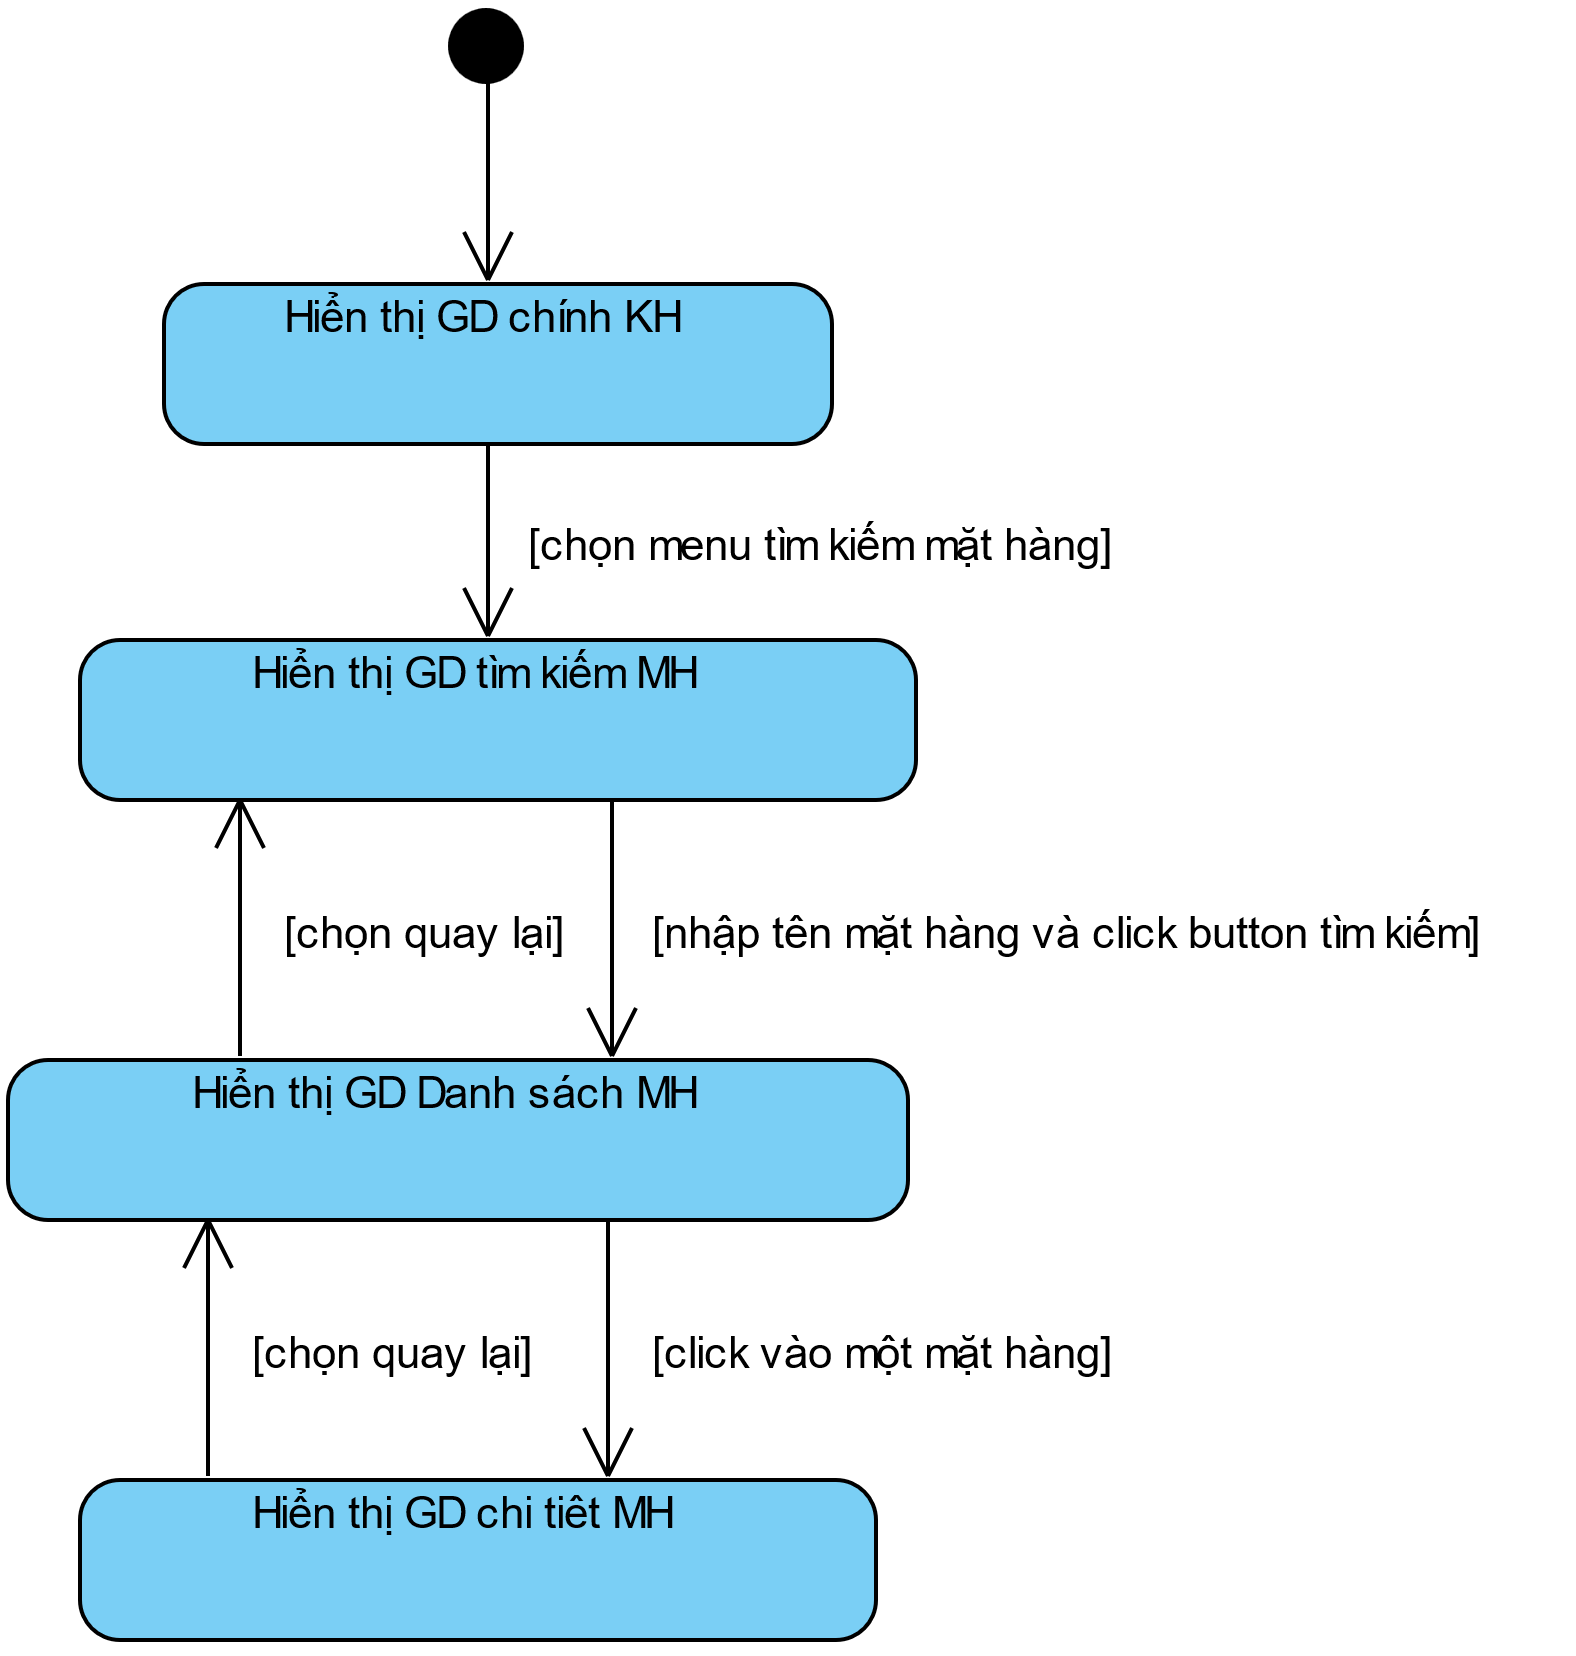 Hiển thị GD chính KH
[chọn menu tìm kiếm mặt hàng]
Hiển thị GD tìm kiếm MH
[chọn quay lại]
[nhập tên mặt hàng và click button tìm kiếm]
Hiển thị GD Danh sách MH
[chọn quay lại]
[click vào một mặt hàng]
Hiển thị GD chi tiêt MH